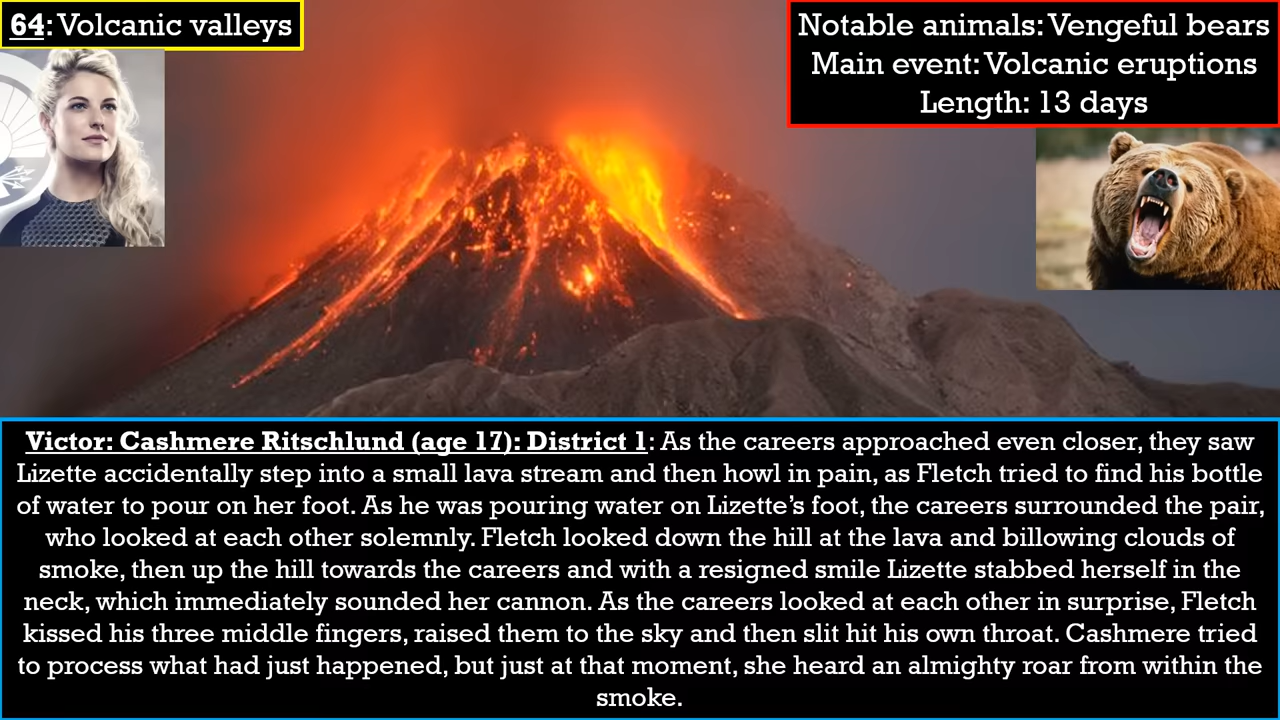 64: Volcanic valleys
Notable animals: Vengeful bears
Main event: Volcanic eruptions
Length: 13 days
Victor: Cashmere Ritschlund (age 17): District 1: As the careers approached even closer, they saw
Lizette accidentally step into a small lava stream and then howl in pain, as Fletch tried to find his bottle
of water to pour on her foot. As he was pouring water on Lizette’s foot, the careers surrounded the pair,
who looked at each other solemnly. Fletch looked down the hill at the lava and billowing clouds of
smoke, then up the hill towards the careers and with a resigned smile Lizette stabbed herself in the
neck, which immediately sounded her cannon. As the careers looked at each other in surprise, Fletch
kissed his three middle fingers, raised them to the sky and then slit hit his own throat. Cashmere tried
to process what had just happened, but just at that moment, she heard an almighty roar from within the
smoke.